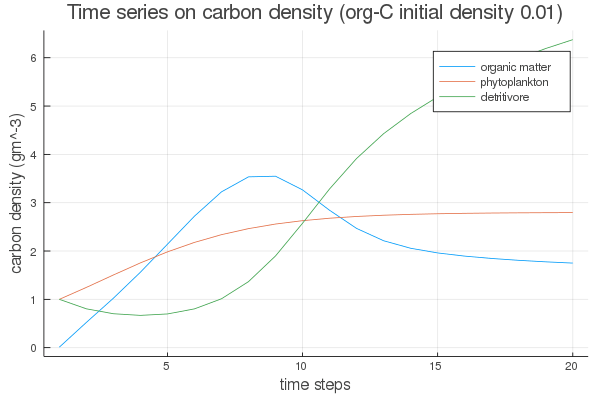 Time series on carbon density (org-C initial density 0.01)
carbon density (gm^-3)
6
5
4
3
2
1
0
organic matter
phytoplankton
detritivore
5
10
15
20
time steps